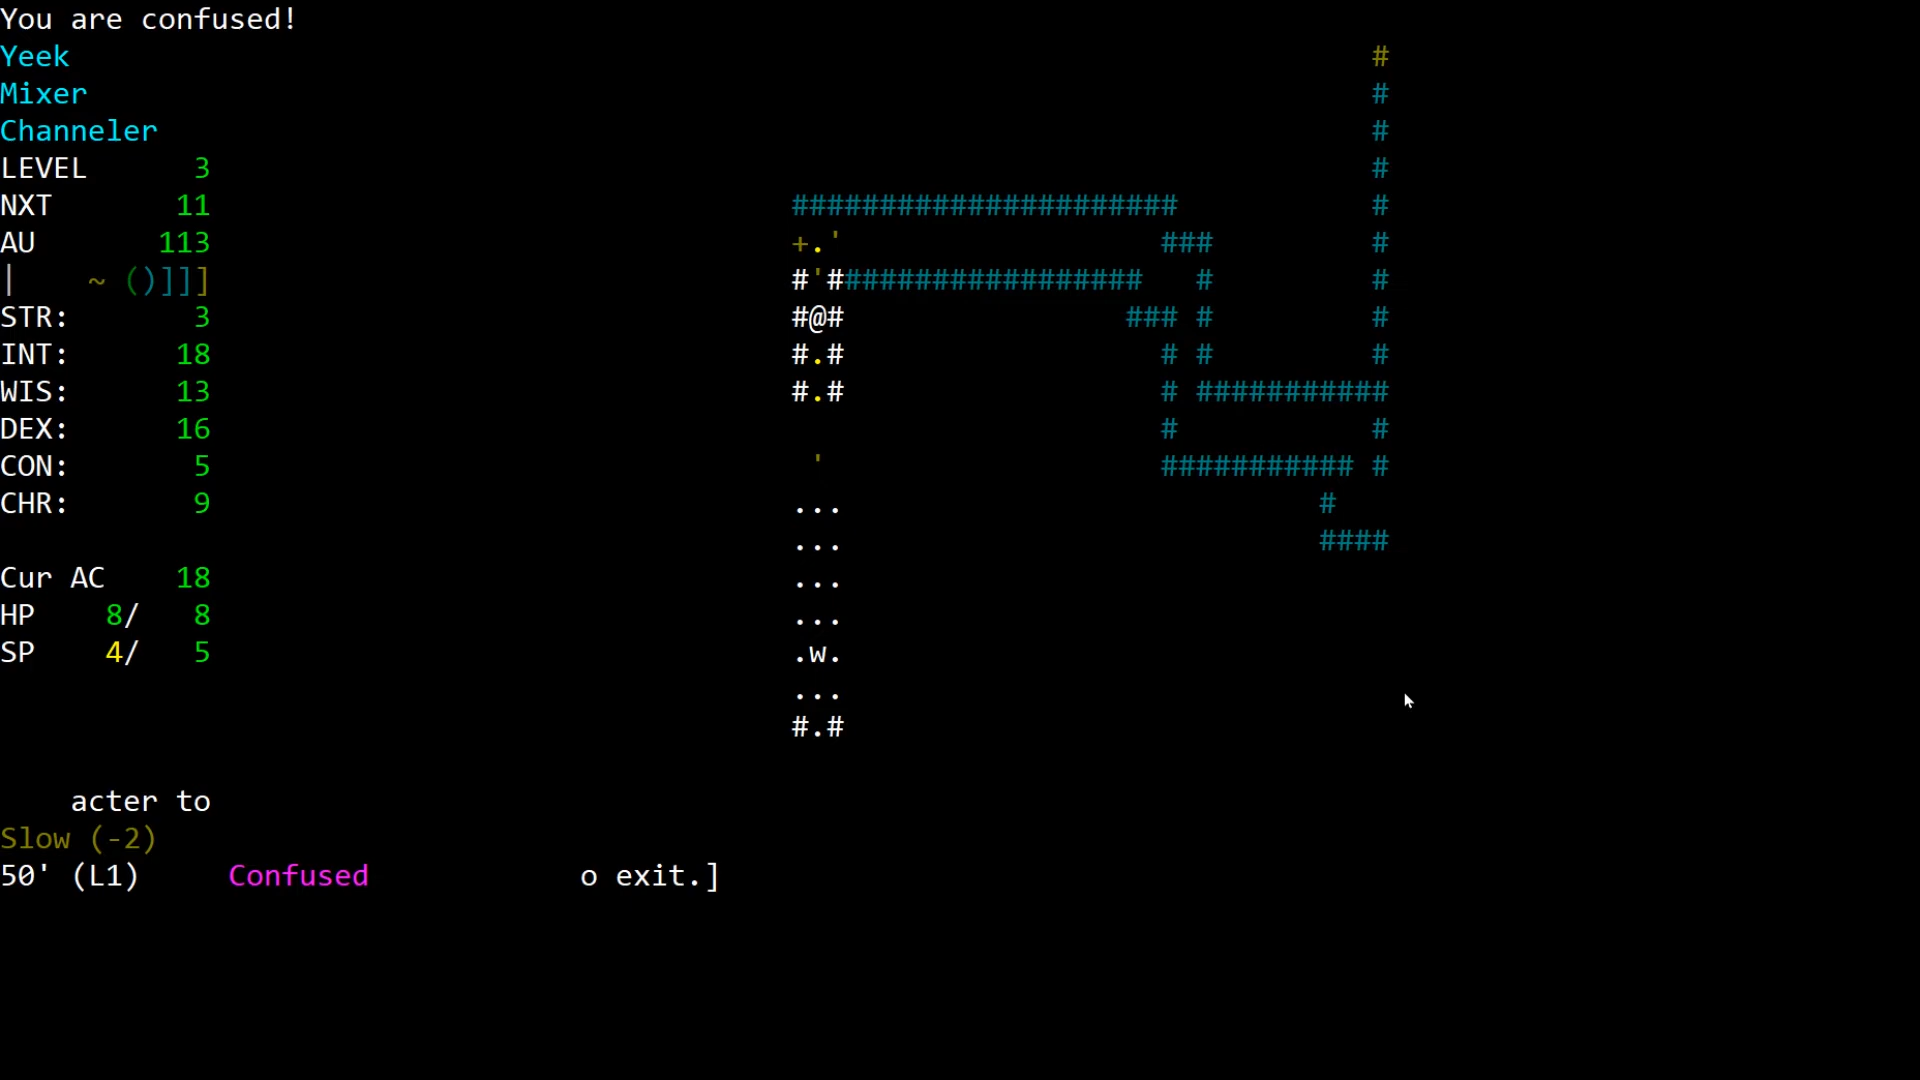 You are confused!
Yeek #
Mixer #
Channeler #
LEVEL 3 #
NXT 11 ###################### #
AU 113 +.' ### #
| ~ ()]]] #'################## # #
STR: 3 #@# ### # #
INT: 18 #.# # # #
WIS: 13 #.# # ###########
DEX: 16 # #
CON: 5 ' ########### #
CHR: 9 ... #
... ####
Cur AC 18 ...
HP 8/ 8 ...
SP 4/ 5 .w.
...
#.#
acter to
Slow (-2)
50' (L1) Confused o exit.]